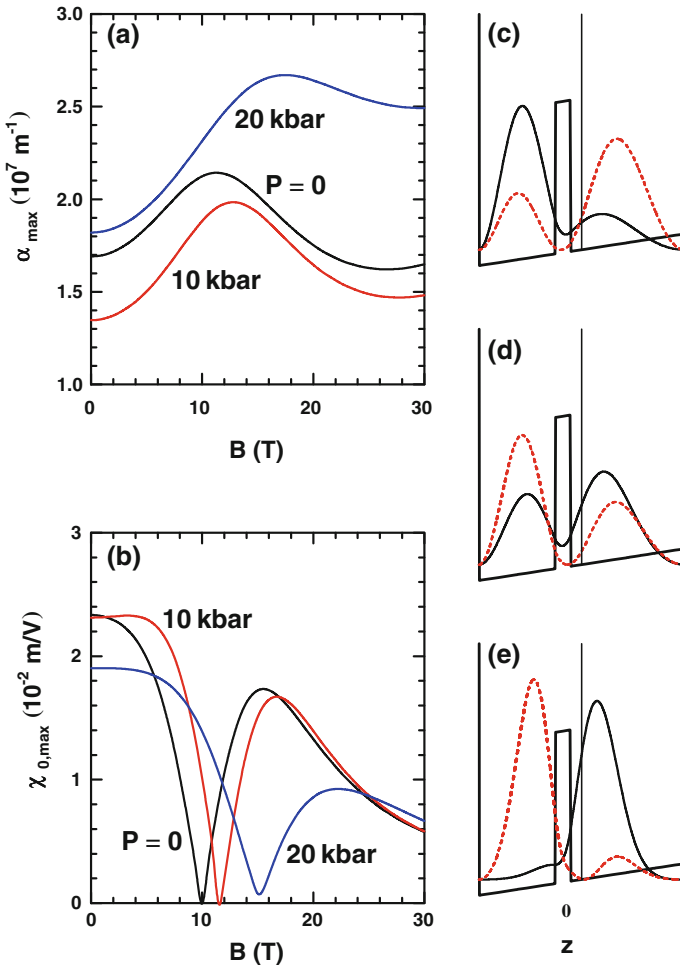 (a)
3.0
2.5
2.0
1.5
1.0
α max (10⁷ m⁻¹)
20 kbar
P = 0
10 kbar
0 10 20 30
B (T)
(b)
3
2
1
0
χ 0,max (10⁻² m/V)
10 kbar
P = 0
20 kbar
0 10 20 30
B (T)
(c)
(d)
(e)
0
z